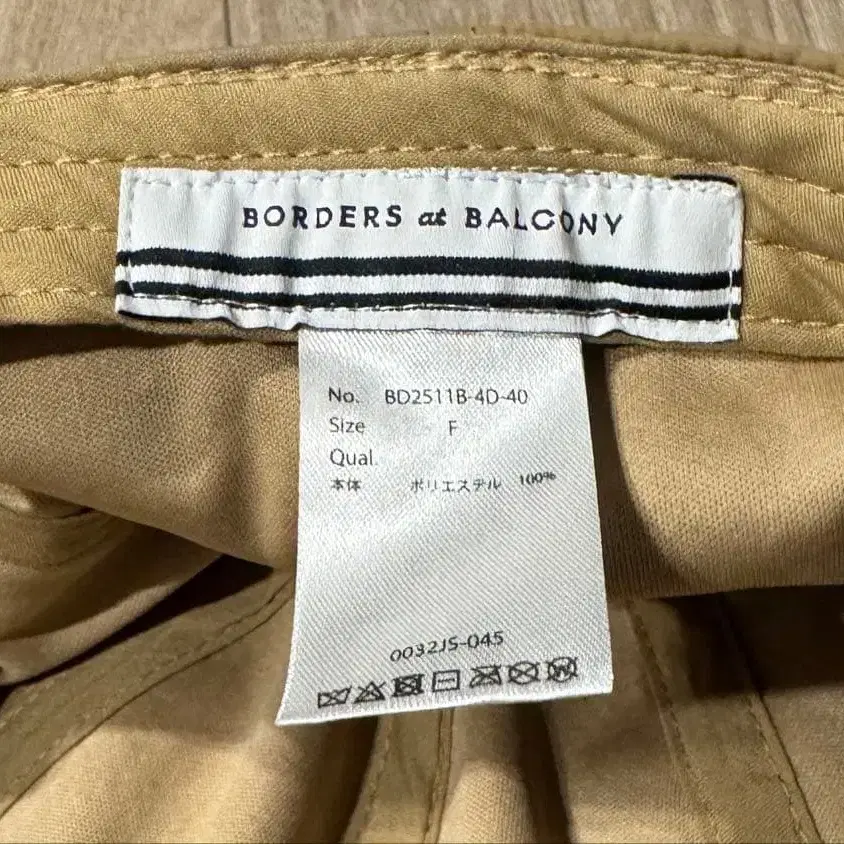 BORDERS at BALCONY
No. BD2511B-4D-40
Size F
Qual.
本体 ポリエステル 100%
0032JS-045